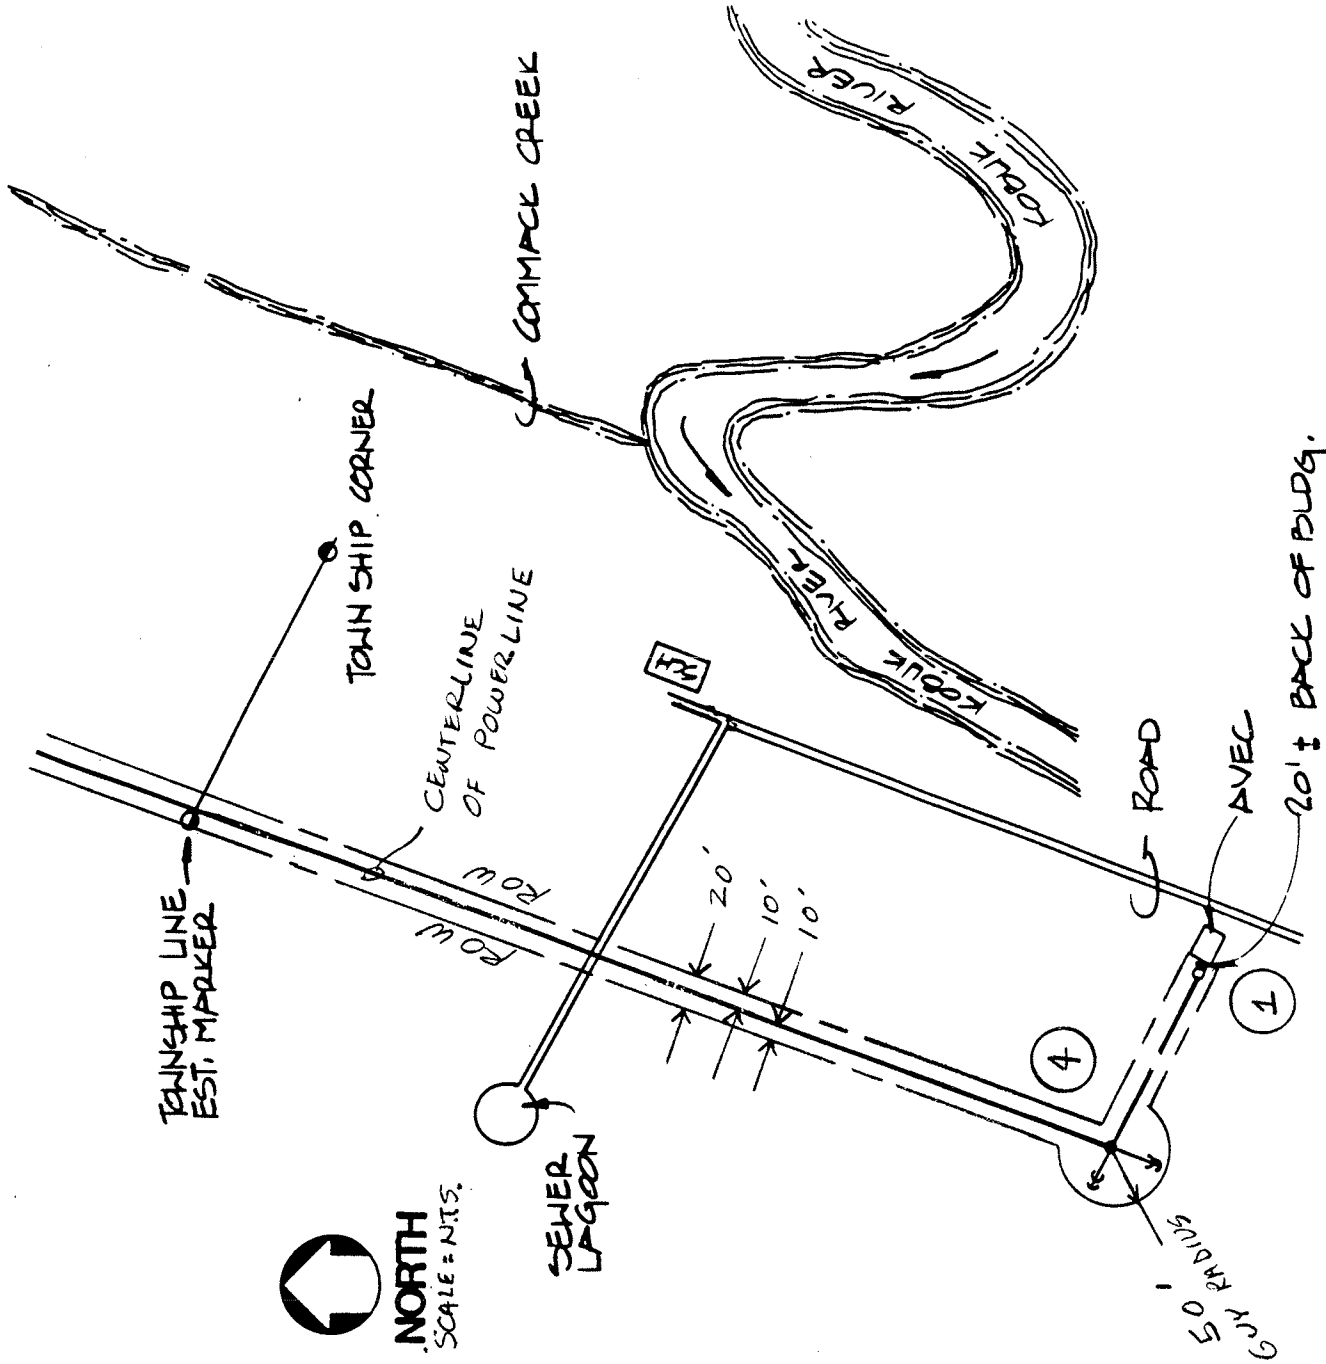 TOWNSHIP LINE
EST. MARKER
TOWNSHIP CORNER
COMMACK CREEK
KOBUK
RIVER
KOBUK
RIVER
CENTERLINE
OF POWERLINE
ROW
ROW
20'
10'
10'
NORTH
SCALE = N.T.S.
SEWER
LAGOON
4
1
ROAD
AVEC
20' ± BACK OF BLDG.
50'
GUY RADIUS